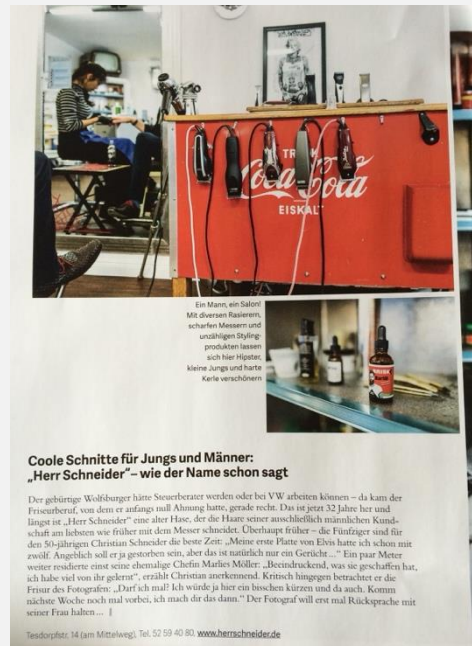 TRINK
Coca-Cola
EISKALT
Ein Mann, ein Salon!
Mit diversen Rasierern,
scharfen Messern und
unzähligen Styling-
produkten lassen
sich hier Hipster,
kleine Jungs und harte
Kerle verschönern
Coole Schnitte für Jungs und Männer:
„Herr Schneider“ – wie der Name schon sagt
Der gebürtige Wolfsburger hätte Steuerberater werden oder bei VW arbeiten können – da kam der
Friseurberuf, von dem er anfangs null Ahnung hatte, gerade recht. Das ist jetzt 32 Jahre her und
längst ist „Herr Schneider“ eine alter Hase, der die Haare seiner ausschließlich männlichen Kund-
schaft am liebsten wie früher mit dem Messer schneidet. Überhaupt früher – die Fünfziger sind für
den 50-jährigen Christian Schneider die beste Zeit: „Meine erste Platte von Elvis hatte ich schon mit
zwölf. Angeblich soll er ja gestorben sein, aber das ist natürlich nur ein Gerücht ...“ Ein paar Meter
weiter residierte einst seine ehemalige Chefin Marlies Möller: „Beeindruckend, was sie geschaffen hat,
ich habe viel von ihr gelernt“, erzählt Christian anerkennend. Kritisch hingegen betrachtet er die
Frisur des Fotografen: „Darf ich mal? Ich würde ja hier ein bisschen kürzen und da auch. Komm
nächste Woche noch mal vorbei, ich mach dir das dann.“ Der Fotograf will erst mal Rücksprache mit
seiner Frau halten ... |
Tesdorpfstr. 14 (am Mittelweg), Tel. 52 59 40 80, www.herrschneider.de